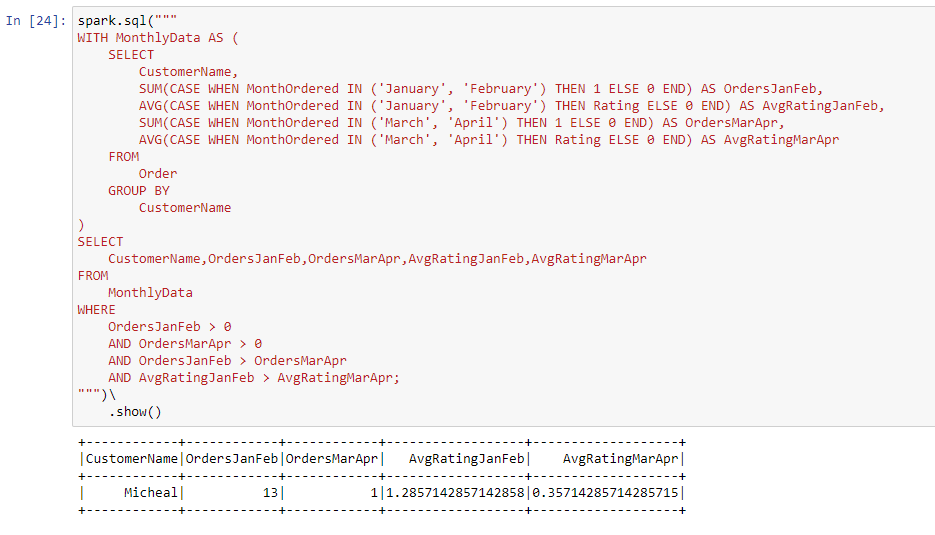 In [24]: spark.sql("""
WITH MonthlyData AS (
    SELECT
        CustomerName,
        SUM(CASE WHEN MonthOrdered IN ('January', 'February') THEN 1 ELSE 0 END) AS OrdersJanFeb,
        AVG(CASE WHEN MonthOrdered IN ('January', 'February') THEN Rating ELSE 0 END) AS AvgRatingJanFeb,
        SUM(CASE WHEN MonthOrdered IN ('March', 'April') THEN 1 ELSE 0 END) AS OrdersMarApr,
        AVG(CASE WHEN MonthOrdered IN ('March', 'April') THEN Rating ELSE 0 END) AS AvgRatingMarApr
    FROM
        Order
    GROUP BY
        CustomerName
)
SELECT
    CustomerName,OrdersJanFeb,OrdersMarApr,AvgRatingJanFeb,AvgRatingMarApr
FROM
    MonthlyData
WHERE
    OrdersJanFeb > 0
    AND OrdersMarApr > 0
    AND OrdersJanFeb > OrdersMarApr
    AND AvgRatingJanFeb > AvgRatingMarApr;
""")\
    .show()
+------------+------------+------------+------------------+-------------------+
|CustomerName|OrdersJanFeb|OrdersMarApr|   AvgRatingJanFeb|    AvgRatingMarApr|
+------------+------------+------------+------------------+-------------------+
|     Micheal|          13|           1|1.2857142857142858|0.35714285714285715|
+------------+------------+------------+------------------+-------------------+